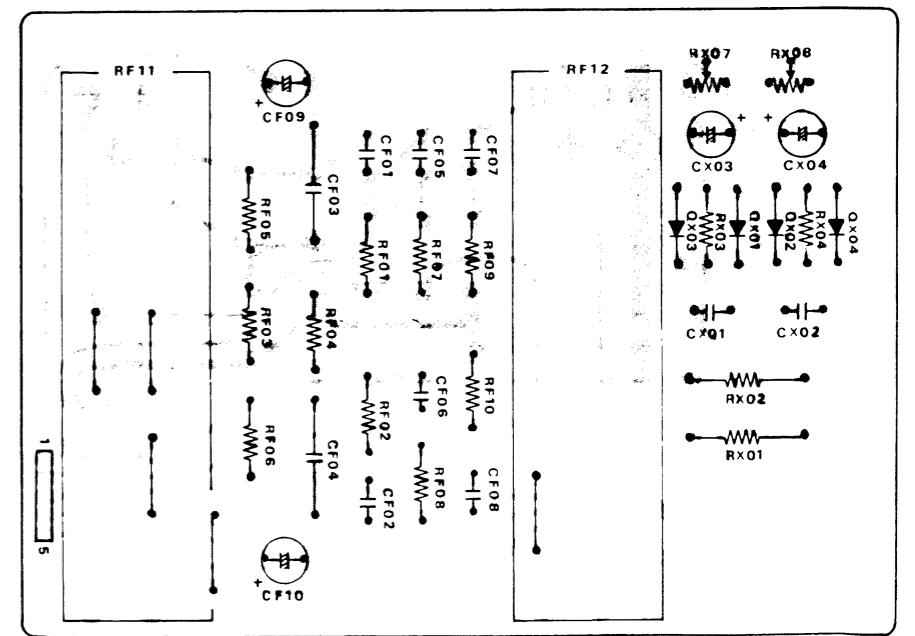 RX07
RX08
RF11
RF12
+
CF09
+
+
CX03
CX04
CF03
CF01
CF05
CF07
RF05
RF01
RF07
RF09
QX03
RX03
QX01
QX02
RX04
QX04
RF03
RF04
CX01
CX02
RX02
RF06
CF04
RF02
CF06
RF10
RX01
1
5
CF02
RF08
CF08
+
CF10